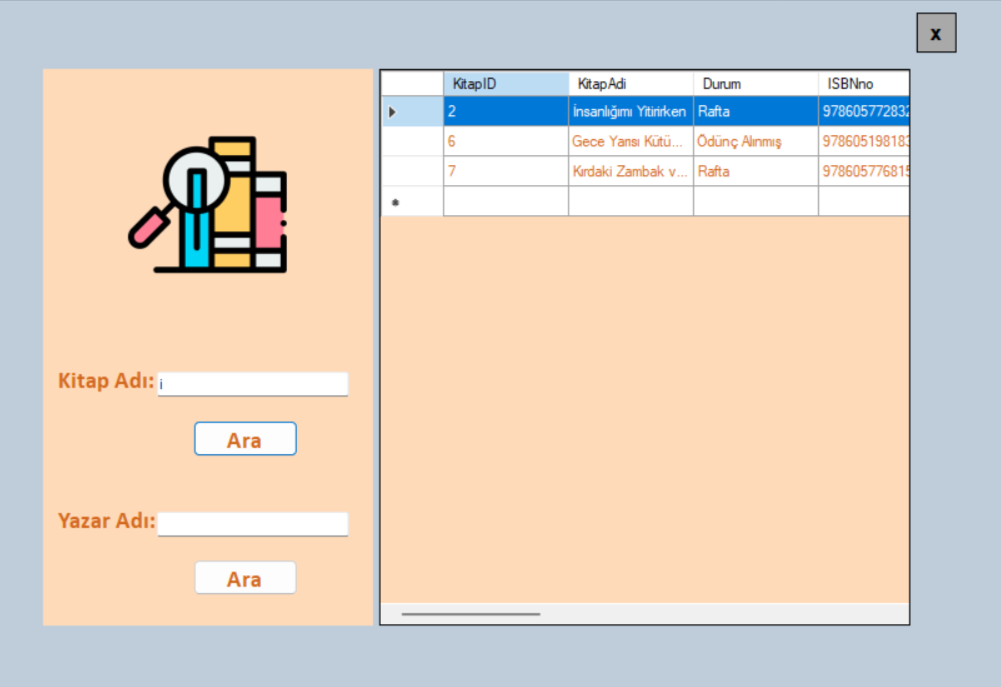 x
KitapID KitapAdi Durum ISBNno
2 İnsanlığımı Yitirirken Rafta 978605772832
6 Gece Yarısı Kütü... Ödünç Alınmış 978605198183
7 Kırdaki Zambak v... Rafta 978605776815
Kitap Adı: i
Ara
Yazar Adı:
Ara